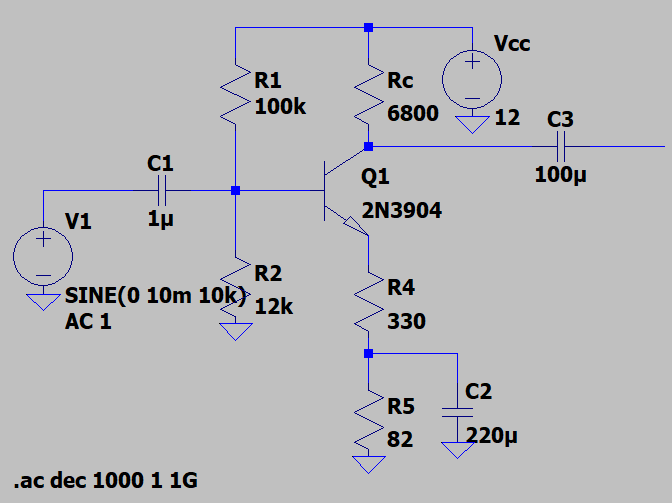 Vcc
12
R1
100k
Rc
6800
C3
100µ
C1
1µ
Q1
2N3904
V1
SINE(0 10m 10k)
AC 1
R2
12k
R4
330
R5
82
C2
220µ
.ac dec 1000 1 1G